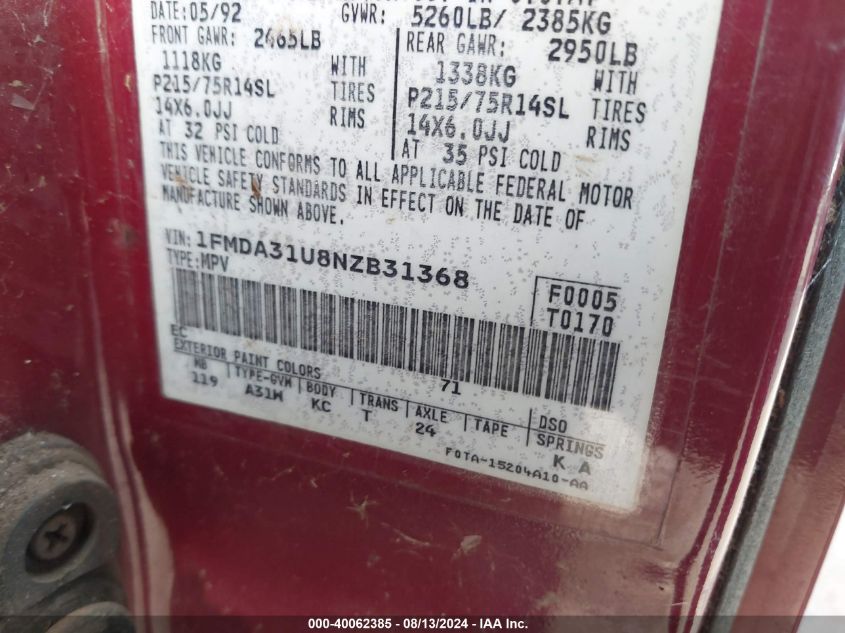 DATE: 05/92 GVWR: 5260LB/ 2385KG
FRONT GAWR: 2465LB REAR GAWR: 2950LB
1118KG WITH 1338KG WITH
P215/75R14SL TIRES P215/75R14SL TIRES
14X6.0JJ RIMS 14X6.0JJ RIMS
AT 32 PSI COLD AT 35 PSI COLD
THIS VEHICLE CONFORMS TO ALL APPLICABLE FEDERAL MOTOR
VEHICLE SAFETY STANDARDS IN EFFECT ON THE DATE OF
MANUFACTURE SHOWN ABOVE.
VIN: 1FMDA31U8NZB31368
TYPE: MPV
F0005
T0170
EC
EXTERIOR PAINT COLORS 71 DSO
WB TYPE-GVW BODY TRANS AXLE TAPE SPRINGS
119 A31W KC T 24 K A
F0TA-15204A10-AA
000-40062385 - 08/13/2024 - IAA Inc.